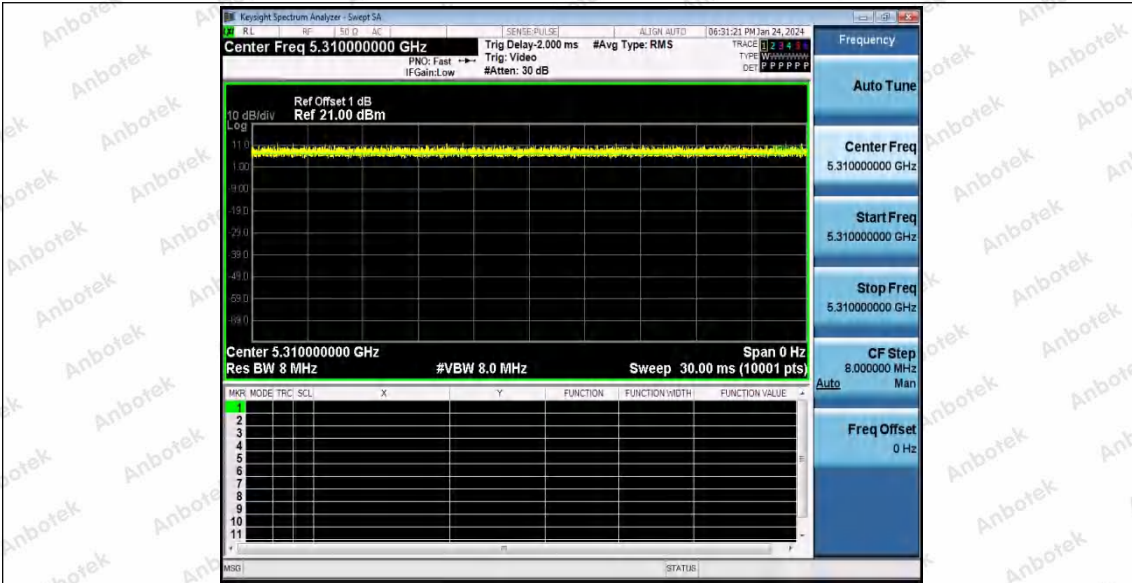 Keysight Spectrum Analyzer - Swept SA
RL RF 50 Ω AC SENSE:PULSE ALIGN AUTO 06:31:21 PM Jan 24, 2024
Center Freq 5.310000000 GHz Trig Delay-2.000 ms #Avg Type: RMS TRACE 1 2 3 4 5 6
PNO: Fast Trig: Video TYPE W
IFGain:Low #Atten: 30 dB DET P P P P P P
Frequency
Auto Tune
Ref Offset 1 dB
10 dB/div Ref 21.00 dBm
Log
11.0
1.00
-9.00
-19.0
-29.0
-39.0
-49.0
-59.0
-69.0
Center 5.310000000 GHz Span 0 Hz
Res BW 8 MHz #VBW 8.0 MHz Sweep 30.00 ms (10001 pts)
Center Freq
5.310000000 GHz
Start Freq
5.310000000 GHz
Stop Freq
5.310000000 GHz
CF Step
8.000000 MHz
Auto Man
Freq Offset
0 Hz
MKR MODE TRC SCL X Y FUNCTION FUNCTION WIDTH FUNCTION VALUE
1
2
3
4
5
6
7
8
9
10
11
MSG STATUS
Anbotek